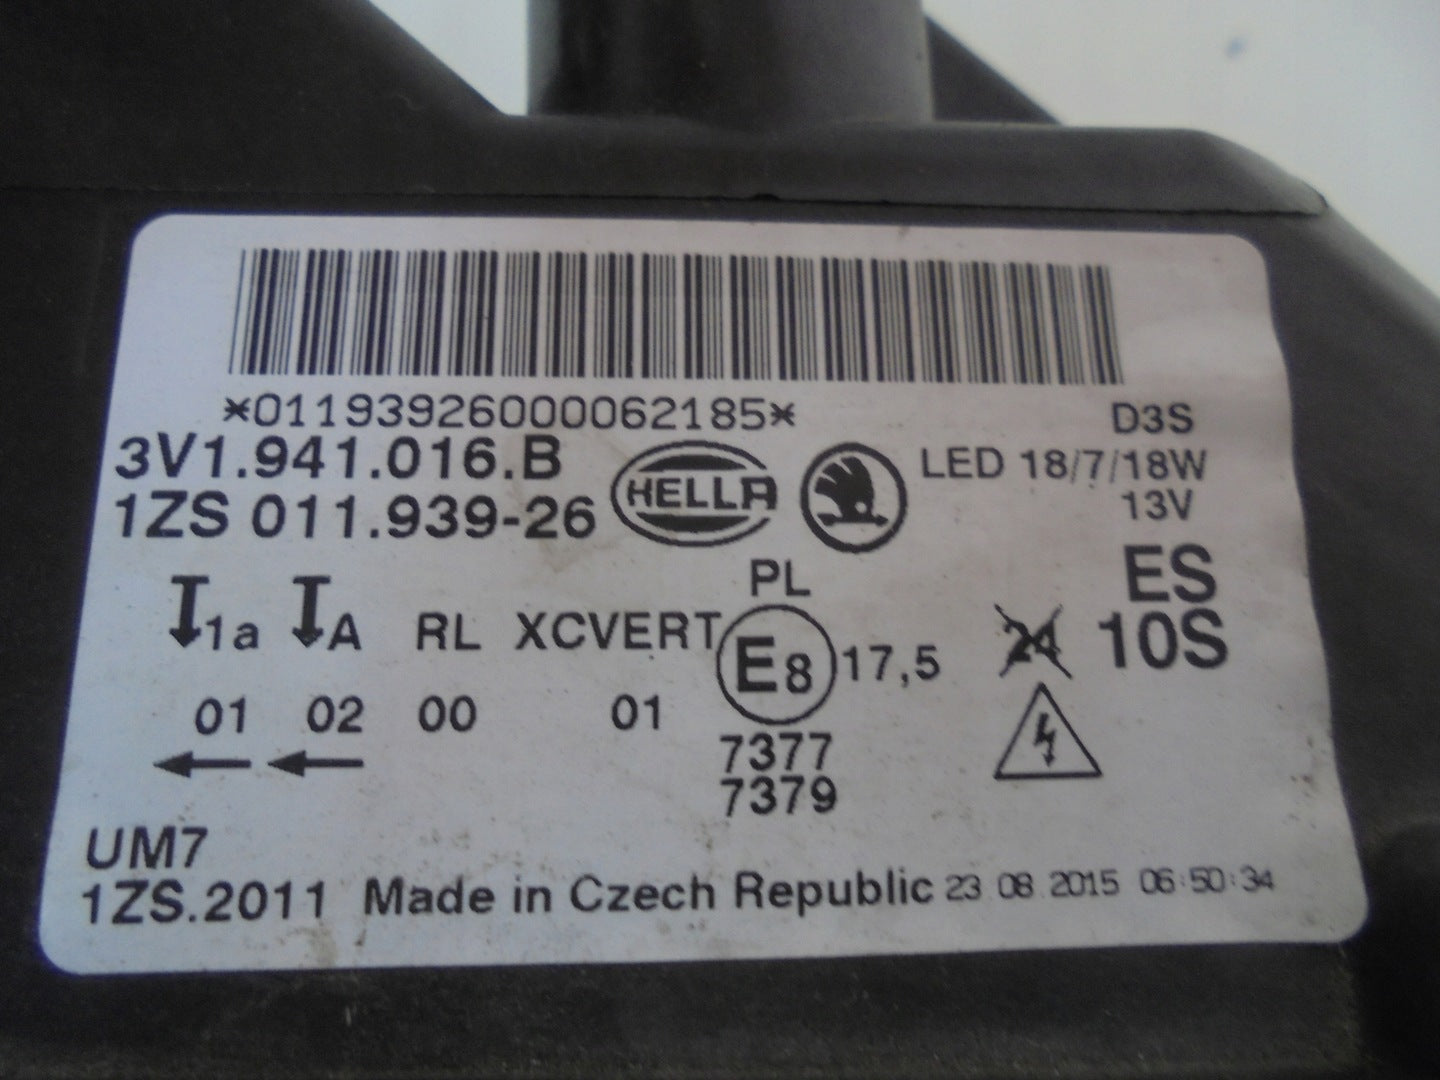 *01193926000062185*
D3S
3V1.941.016.B
HELLA
LED 18/7/18W
1ZS 011.939-26
13V
PL
ES
1a A RL XCVERT E8 17,5 24 10S
01 02 00 01
7377
7379
UM7
1ZS.2011 Made in Czech Republic 23 08 2015 06:50:34